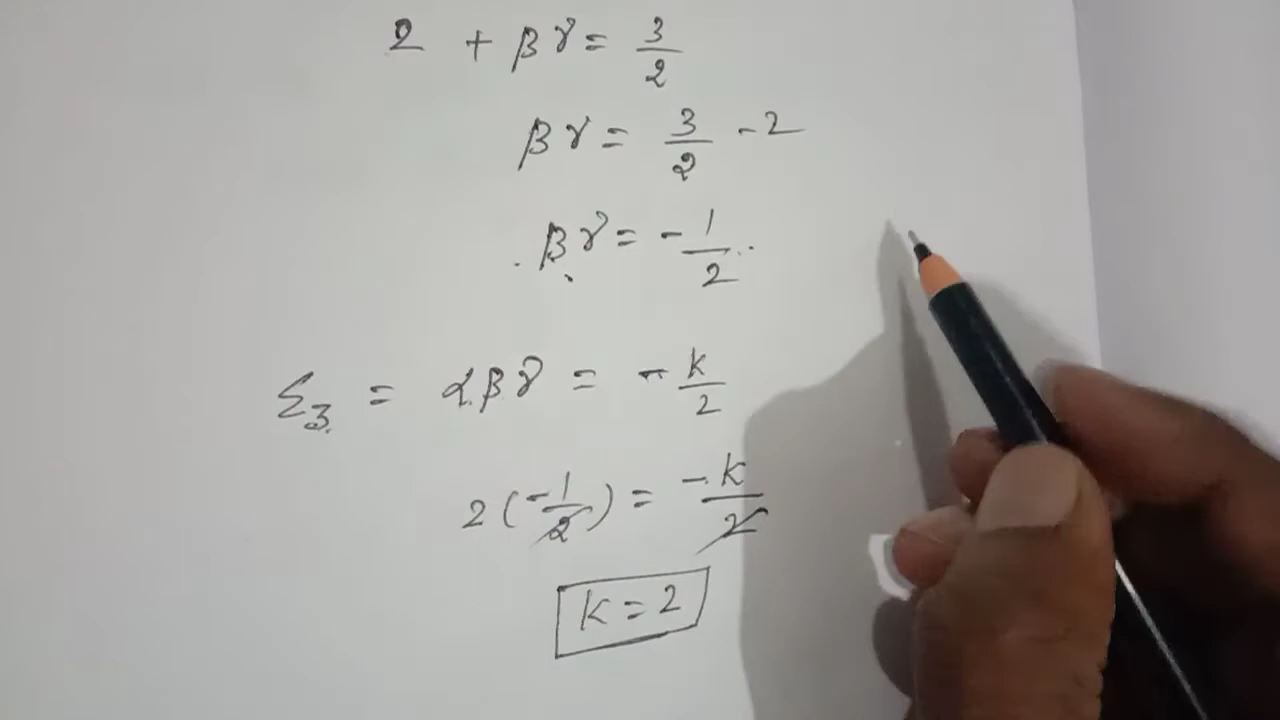 2 + βγ = 3/2
βγ = 3/2 - 2
βγ = -1/2
Σ3 = αβγ = -k/2
2(-1/2) = -k/2
k = 2